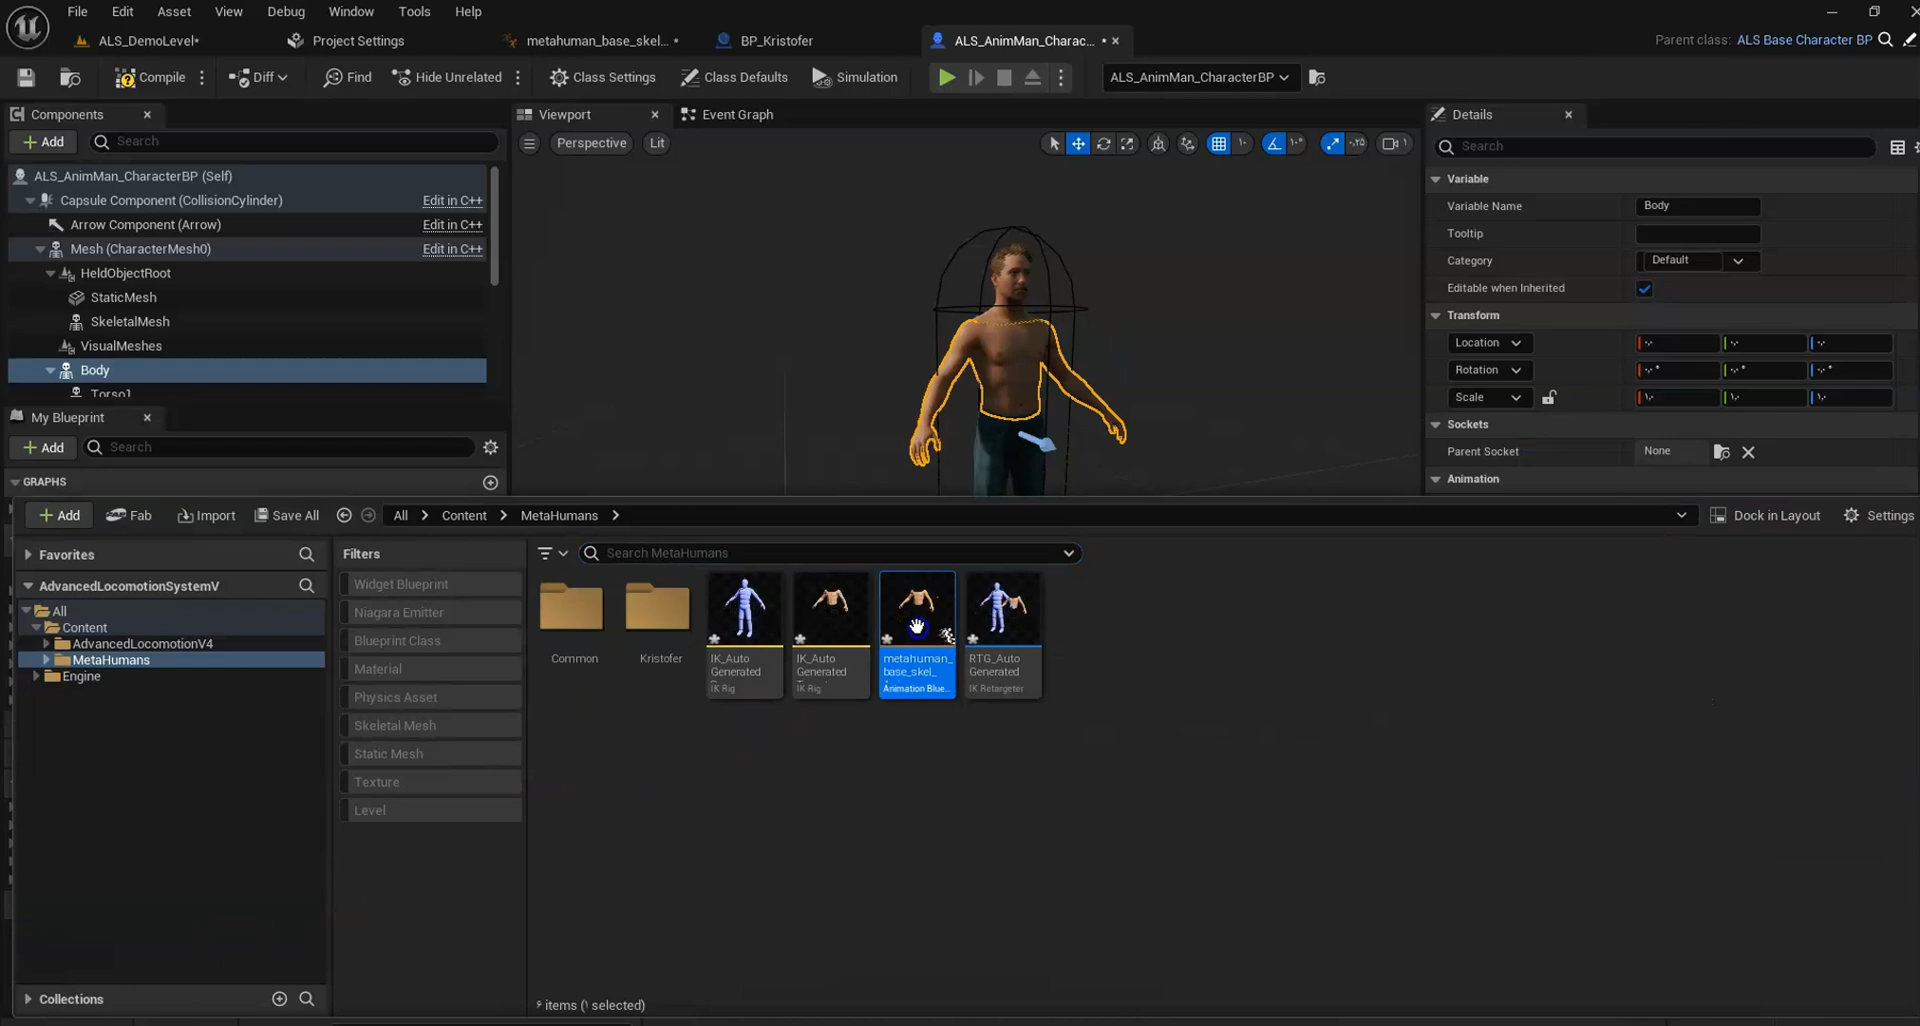 File Edit Asset View Debug Window Tools Help
ALS_DemoLevel* Project Settings metahuman_base_skel... • BP_Kristofer ALS_AnimMan_Charac... • Parent class: ALS Base Character BP
Compile Diff Find Hide Unrelated Class Settings Class Defaults Simulation ALS_AnimMan_CharacterBP
Components Viewport Event Graph Details
+ Add Search Perspective Lit ١٠ ١٠° ٠٫٢٥ ١ Search
ALS_AnimMan_CharacterBP (Self)
Capsule Component (CollisionCylinder) Edit in C++
Arrow Component (Arrow) Edit in C++
Mesh (CharacterMesh0) Edit in C++
HeldObjectRoot
StaticMesh
SkeletalMesh
VisualMeshes
Body
Torso1
Variable
Variable Name Body
Tooltip
Category Default
Editable when Inherited
Transform
Location
Rotation
Scale
Sockets
Parent Socket None
Animation
My Blueprint
+ Add Search
GRAPHS
+ Add Fab Import Save All All Content MetaHumans Dock in Layout Settings
Favorites
AdvancedLocomotionSystemV
All
Content
AdvancedLocomotionV4
MetaHumans
Engine
Collections
Filters
Widget Blueprint
Niagara Emitter
Blueprint Class
Material
Physics Asset
Skeletal Mesh
Static Mesh
Texture
Level
Search MetaHumans
Common
Kristofer
IK_Auto
Generated
IK Rig
IK_Auto
Generated
IK Rig
metahuman_
base_skel_
Animation Blue...
RTG_Auto
Generated
IK Retargeter
٦ items (١ selected)